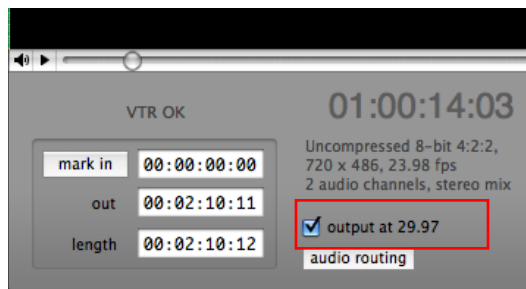 VTR OK
01:00:14:03
mark in 00:00:00:00
out 00:02:10:11
length 00:02:10:12
Uncompressed 8-bit 4:2:2,
720 x 486, 23.98 fps
2 audio channels, stereo mix
output at 29.97
audio routing